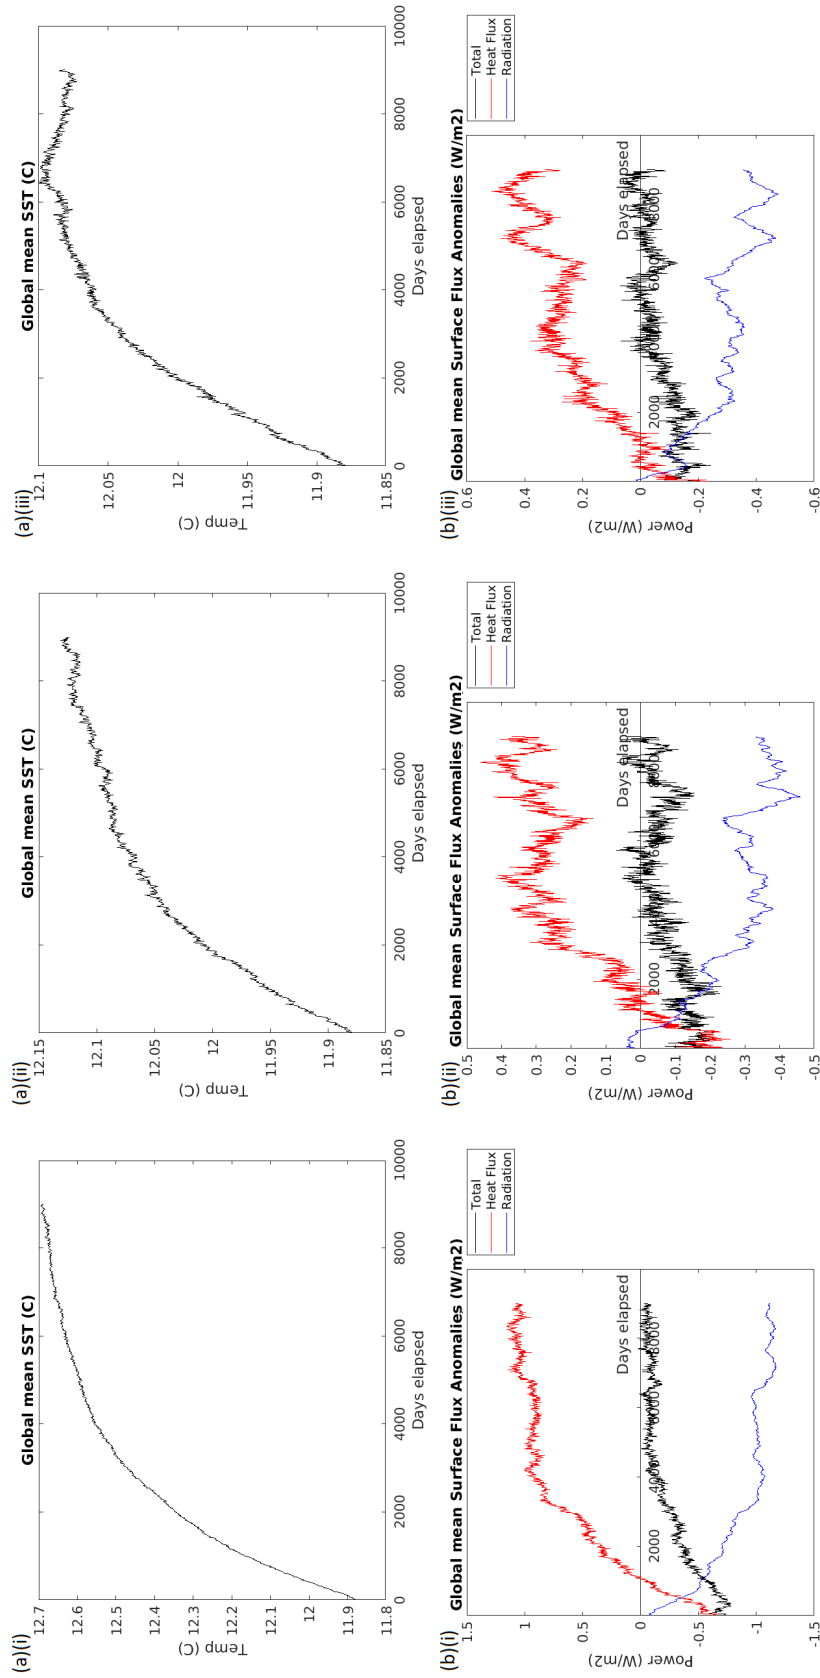 (a)(i)
Global mean SST (C)
12.7
12.6
12.5
12.4
12.3
12.2
12.1
12
11.9
11.8
Temp (C)
0 2000 4000 6000 8000 10000
Days elapsed
(a)(ii)
Global mean SST (C)
12.15
12.1
12.05
12
11.95
11.9
11.85
Temp (C)
0 2000 4000 6000 8000 10000
Days elapsed
(a)(iii)
Global mean SST (C)
12.1
12.05
12
11.95
11.9
11.85
Temp (C)
0 2000 4000 6000 8000 10000
Days elapsed
(b)(i)
Global mean Surface Flux Anomalies (W/m2)
1.5
1
0.5
0
-0.5
-1
-1.5
Power (W/m2)
2000 4000 6000 8000
Days elapsed
Total
Heat Flux
Radiation
(b)(ii)
Global mean Surface Flux Anomalies (W/m2)
0.5
0.4
0.3
0.2
0.1
0
-0.1
-0.2
-0.3
-0.4
-0.5
Power (W/m2)
2000 4000 6000 8000
Days elapsed
Total
Heat Flux
Radiation
(b)(iii)
Global mean Surface Flux Anomalies (W/m2)
0.6
0.4
0.2
0
-0.2
-0.4
-0.6
Power (W/m2)
2000 4000 6000 8000
Days elapsed
Total
Heat Flux
Radiation